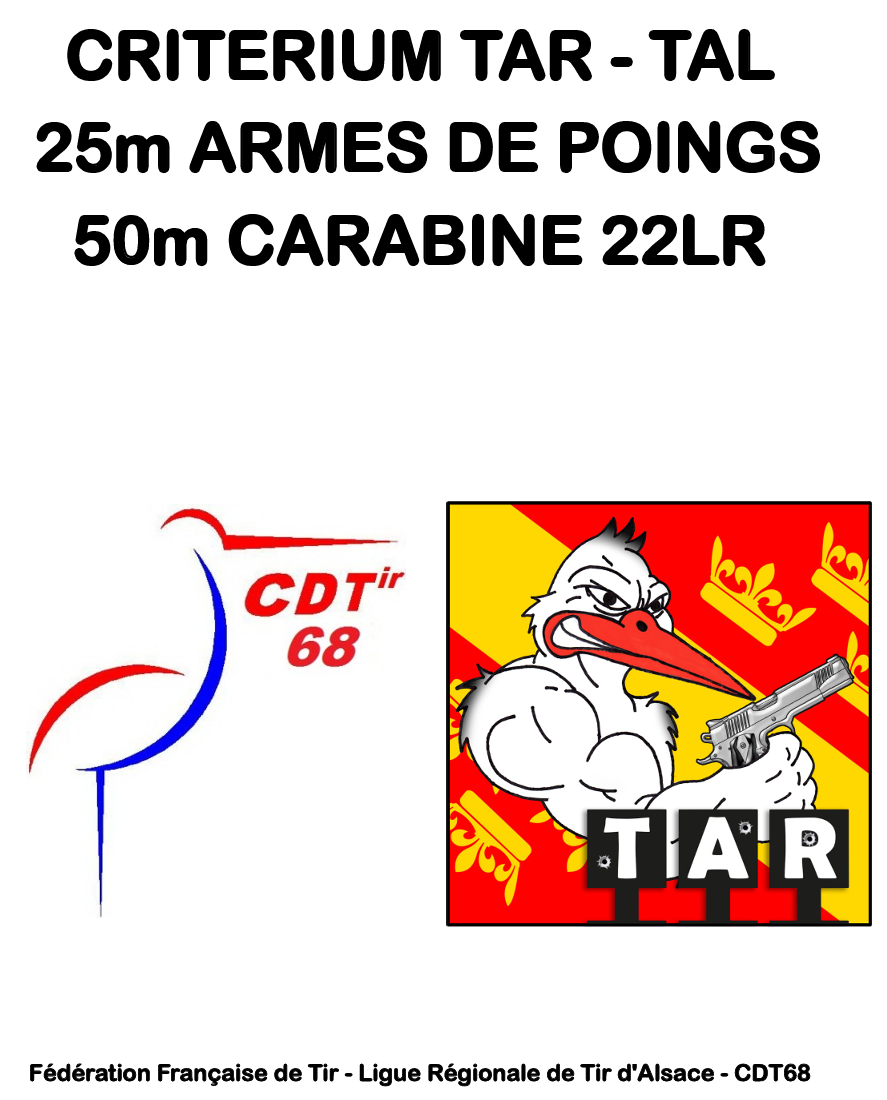 CRITERIUM TAR - TAL
25m ARMES DE POINGS
50m CARABINE 22LR
CDTir
68
TAR
Fédération Française de Tir - Ligue Régionale de Tir d'Alsace - CDT68